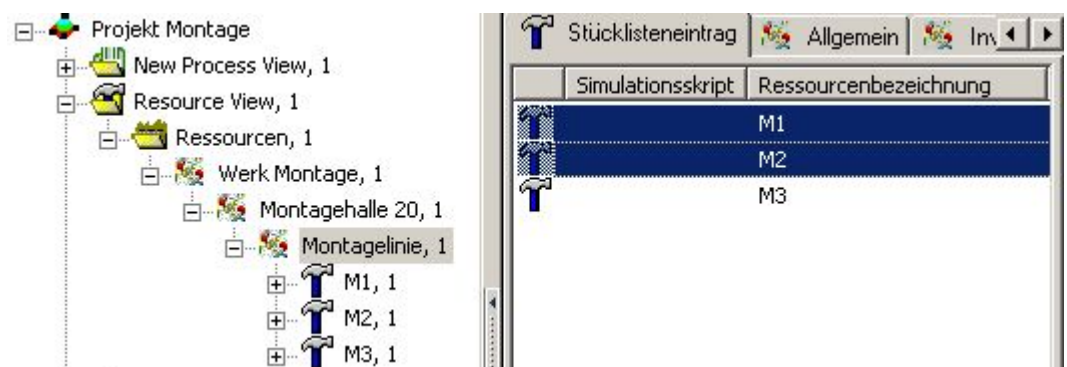 Projekt Montage
New Process View, 1
Resource View, 1
Ressourcen, 1
Werk Montage, 1
Montagehalle 20, 1
Montagelinie, 1
M1, 1
M2, 1
M3, 1
Stücklisteneintrag Allgemein Inv
Simulationsskript Ressourcenbezeichnung
M1
M2
M3